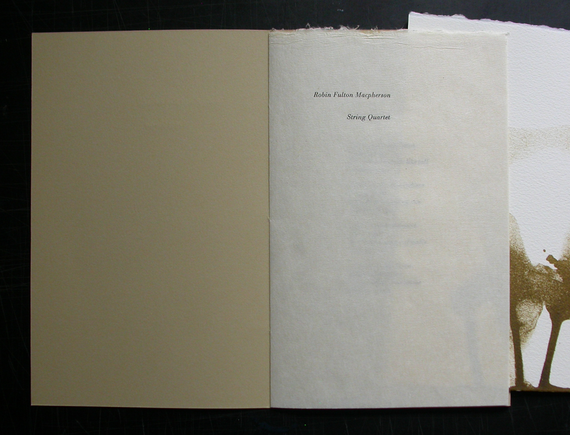 Robin Fulton Macpherson
String Quartet